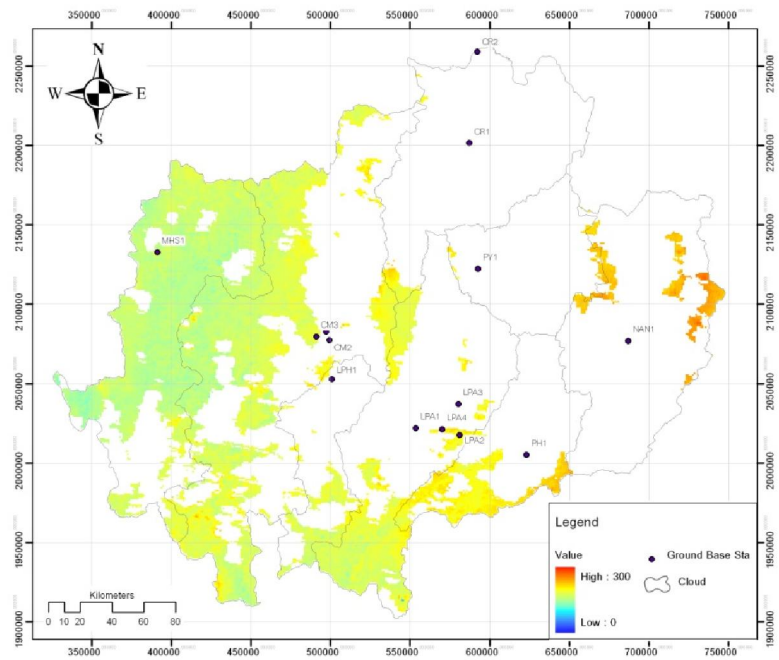 350000 400000 450000 500000 550000 600000 650000 700000 750000
N
W E
S
2250000
2200000
2150000
2100000
2050000
2000000
1950000
1900000
2250000
2200000
2150000
2100000
2050000
2000000
1950000
1900000
CR2
CR1
MHS1
PY1
CM3
CM2
NAN1
LPH1
LPA3
LPA1 LPA4
LPA2
PH1
Legend
Value
High : 300
Low : 0
Ground Base Sta
Cloud
Kilometers
0 10 20 40 60 80
350000 400000 450000 500000 550000 600000 650000 700000 750000